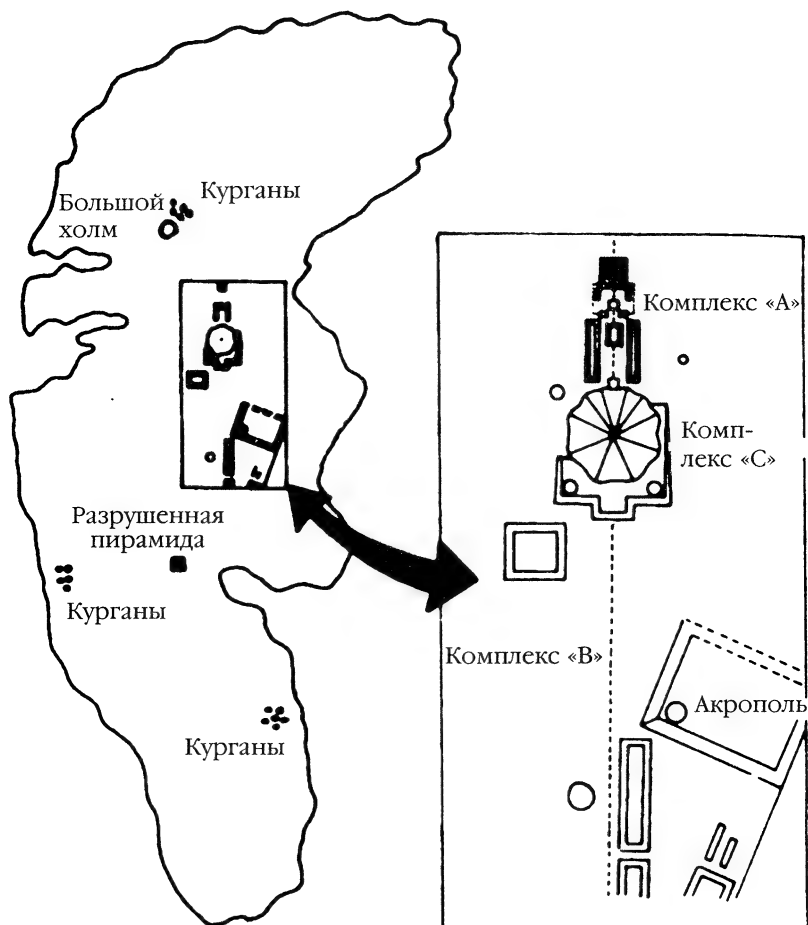 Большой
холм
Курганы
Разрушенная
пирамида
Курганы
Курганы
Комплекс «А»
Комп-
лекс «С»
Комплекс «В»
Акрополь